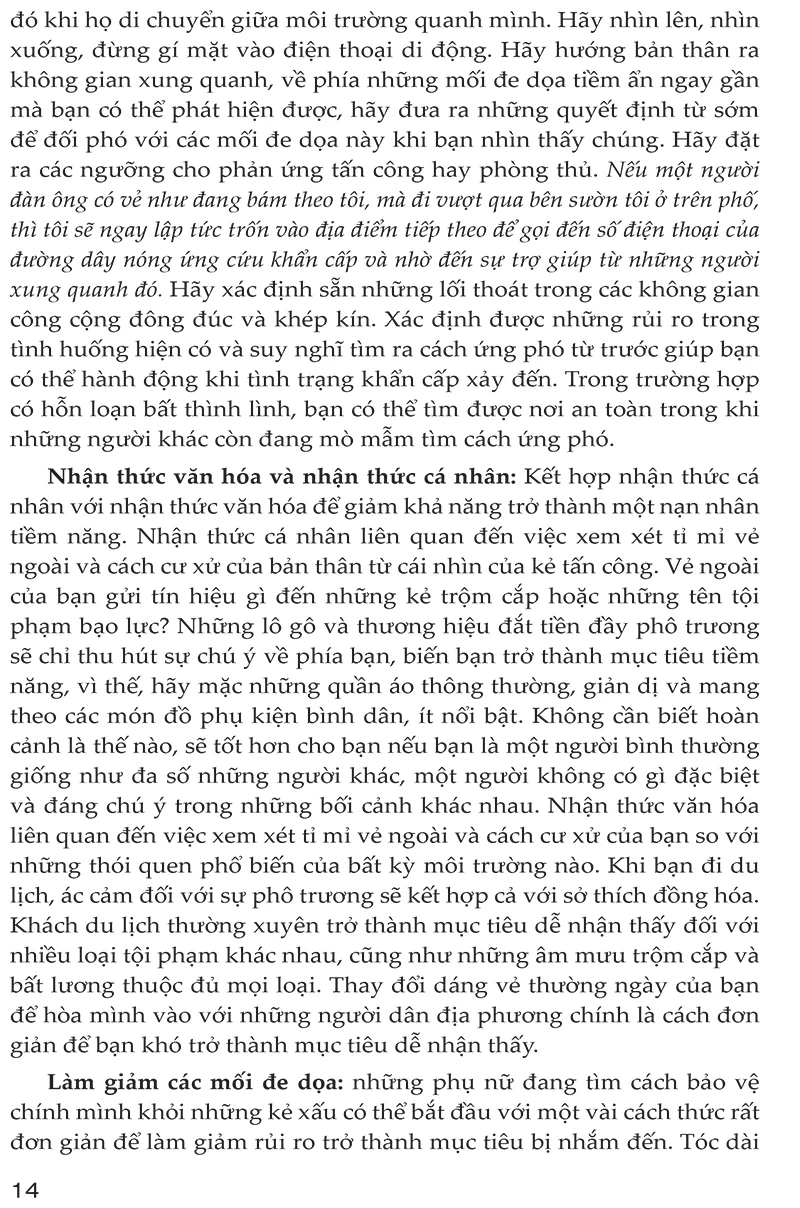 đó khi họ di chuyển giữa môi trường quanh mình. Hãy nhìn lên, nhìn
xuống, đừng gí mặt vào điện thoại di động. Hãy hướng bản thân ra
không gian xung quanh, về phía những mối đe dọa tiềm ẩn ngay gần
mà bạn có thể phát hiện được, hãy đưa ra những quyết định từ sớm
để đối phó với các mối đe dọa này khi bạn nhìn thấy chúng. Hãy đặt
ra các ngưỡng cho phản ứng tấn công hay phòng thủ. Nếu một người
đàn ông có vẻ như đang bám theo tôi, mà đi vượt qua bên sườn tôi ở trên phố,
thì tôi sẽ ngay lập tức trốn vào địa điểm tiếp theo để gọi đến số điện thoại của
đường dây nóng ứng cứu khẩn cấp và nhờ đến sự trợ giúp từ những người
xung quanh đó. Hãy xác định sẵn những lối thoát trong các không gian
công cộng đông đúc và khép kín. Xác định được những rủi ro trong
tình huống hiện có và suy nghĩ tìm ra cách ứng phó từ trước giúp bạn
có thể hành động khi tình trạng khẩn cấp xảy đến. Trong trường hợp
có hỗn loạn bất thình lình, bạn có thể tìm được nơi an toàn trong khi
những người khác còn đang mò mẫm tìm cách ứng phó.
Nhận thức văn hóa và nhận thức cá nhân: Kết hợp nhận thức cá
nhân với nhận thức văn hóa để giảm khả năng trở thành một nạn nhân
tiềm năng. Nhận thức cá nhân liên quan đến việc xem xét tỉ mỉ vẻ
ngoài và cách cư xử của bản thân từ cái nhìn của kẻ tấn công. Vẻ ngoài
của bạn gửi tín hiệu gì đến những kẻ trộm cắp hoặc những tên tội
phạm bạo lực? Những lô gô và thương hiệu đắt tiền đầy phô trương
sẽ chỉ thu hút sự chú ý về phía bạn, biến bạn trở thành mục tiêu tiềm
năng, vì thế, hãy mặc những quần áo thông thường, giản dị và mang
theo các món đồ phụ kiện bình dân, ít nổi bật. Không cần biết hoàn
cảnh là thế nào, sẽ tốt hơn cho bạn nếu bạn là một người bình thường
giống như đa số những người khác, một người không có gì đặc biệt
và đáng chú ý trong những bối cảnh khác nhau. Nhận thức văn hóa
liên quan đến việc xem xét tỉ mỉ vẻ ngoài và cách cư xử của bạn so với
những thói quen phổ biến của bất kỳ môi trường nào. Khi bạn đi du
lịch, ác cảm đối với sự phô trương sẽ kết hợp cả với sở thích đồng hóa.
Khách du lịch thường xuyên trở thành mục tiêu dễ nhận thấy đối với
nhiều loại tội phạm khác nhau, cũng như những âm mưu trộm cắp và
bất lương thuộc đủ mọi loại. Thay đổi dáng vẻ thường ngày của bạn
để hòa mình vào với những người dân địa phương chính là cách đơn
giản để bạn khó trở thành mục tiêu dễ nhận thấy.
Làm giảm các mối đe dọa: những phụ nữ đang tìm cách bảo vệ
chính mình khỏi những kẻ xấu có thể bắt đầu với một vài cách thức rất
đơn giản để làm giảm rủi ro trở thành mục tiêu bị nhắm đến. Tóc dài
14